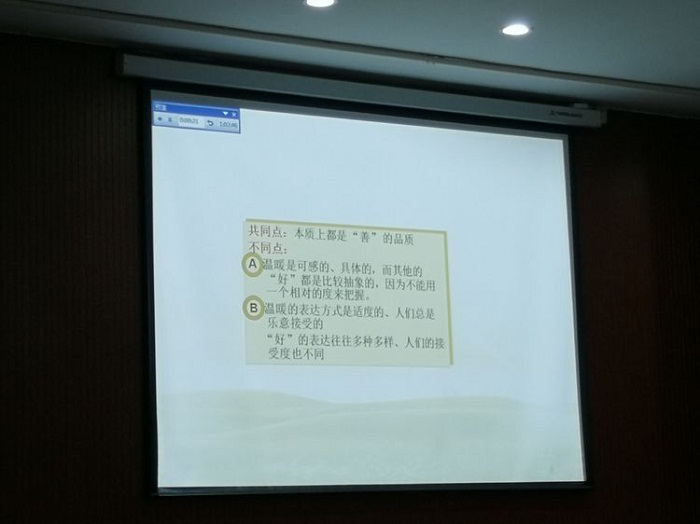 共同点：本质上都是“善”的品质
不同点：
A 温暖是可感的、具体的，而其他的
“好”都是比较抽象的，因为不能用
一个相对的度来把握。
B 温暖的表达方式是适度的、人们总是
乐意接受的
“好”的表达往往多种多样、人们的接
受度也不同